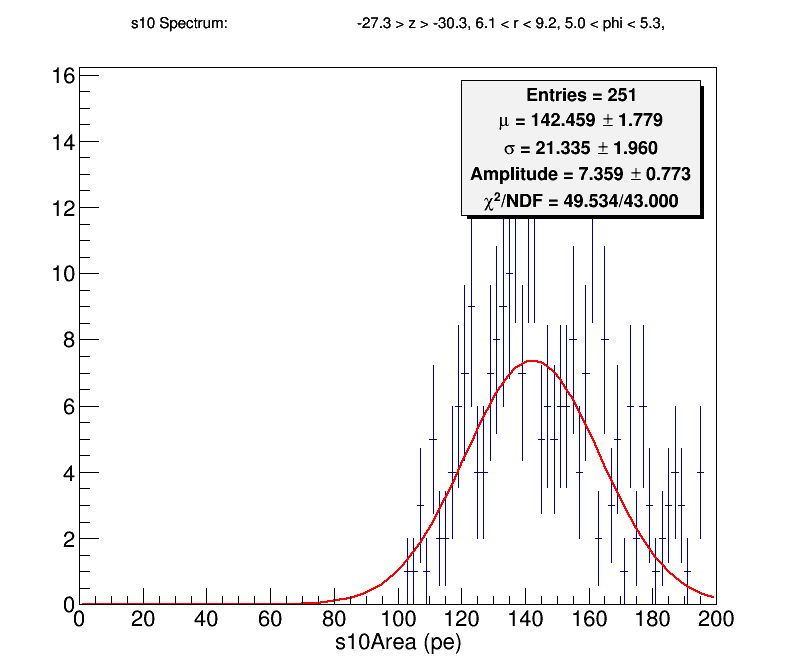 s10 Spectrum: -27.3 > z > -30.3, 6.1 < r < 9.2, 5.0 < phi < 5.3,
Entries = 251
μ = 142.459 ± 1.779
σ = 21.335 ± 1.960
Amplitude = 7.359 ± 0.773
χ²/NDF = 49.534/43.000
16
14
12
10
8
6
4
2
0
0 20 40 60 80 100 120 140 160 180 200
s10Area (pe)